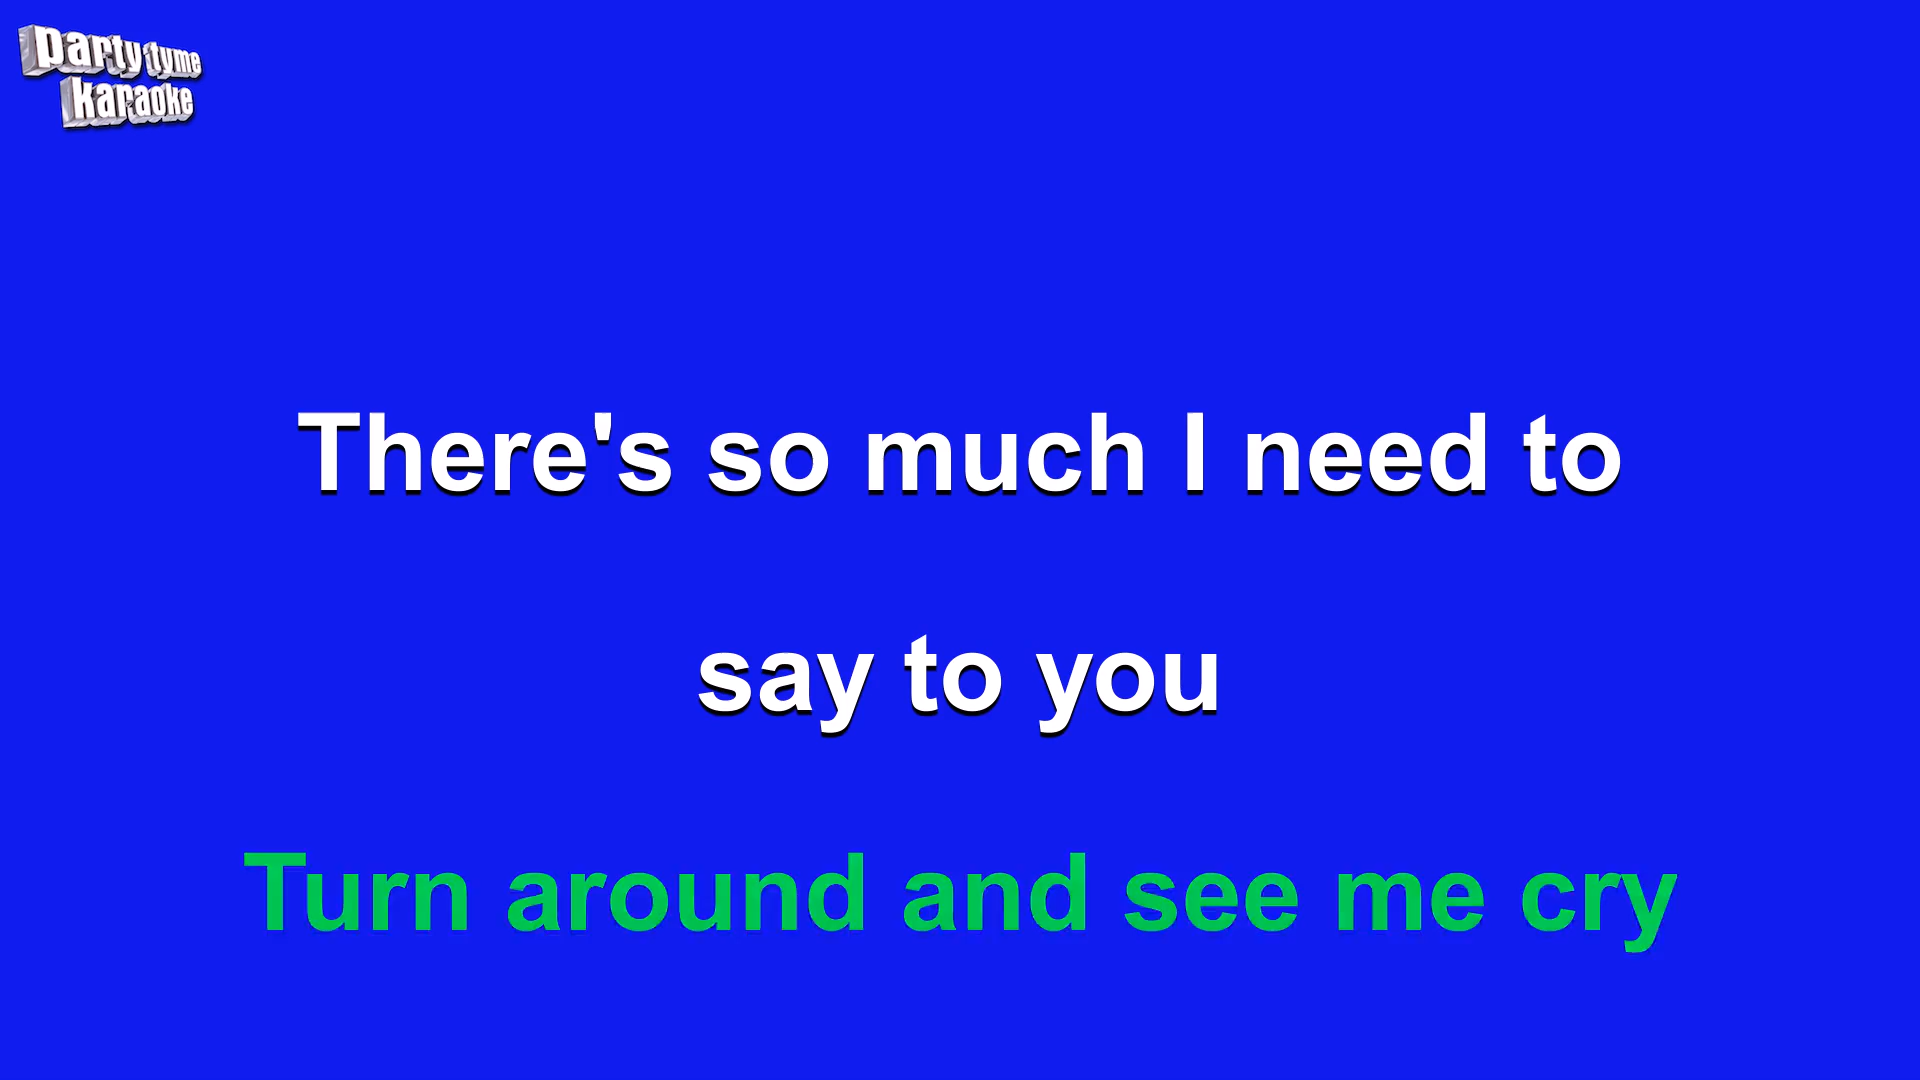 party tyme
karaoke
There's so much I need to
say to you
Turn around and see me cry